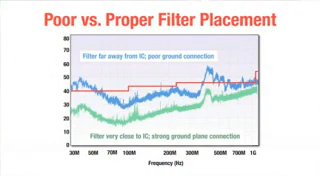 Poor vs. Proper Filter Placement
80
70
60
50
40
30
20
10
0
Filter far away from IC; poor ground connection
Filter very close to IC; strong ground plane connection
30M 50M 70M 100M 200M 300M 500M 700M 1G
Frequency (Hz)